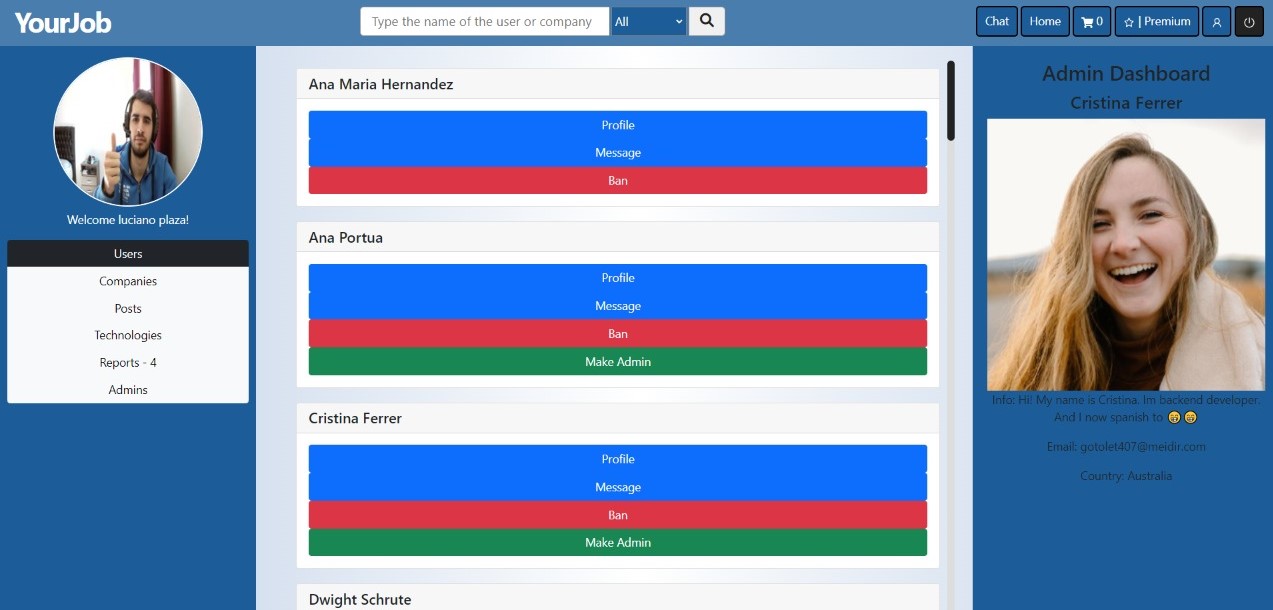 YourJob
Type the name of the user or company
All
Chat
Home
0
| Premium
Welcome luciano plaza!
Users
Companies
Posts
Technologies
Reports - 4
Admins
Ana Maria Hernandez
Profile
Message
Ban
Ana Portua
Profile
Message
Ban
Make Admin
Cristina Ferrer
Profile
Message
Ban
Make Admin
Dwight Schrute
Admin Dashboard
Cristina Ferrer
Info: Hi! My name is Cristina. Im backend developer.
And I now spanish to 😁😁
Email: gotolet407@meidir.com
Country: Australia